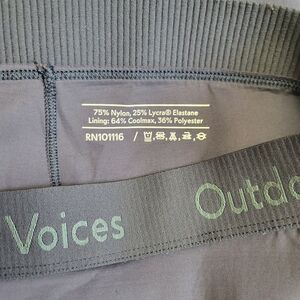 75% Nylon, 25% Lycra® Elastane
Lining: 64% Coolmax, 36% Polyester
RN101116 /
Voices Outdo